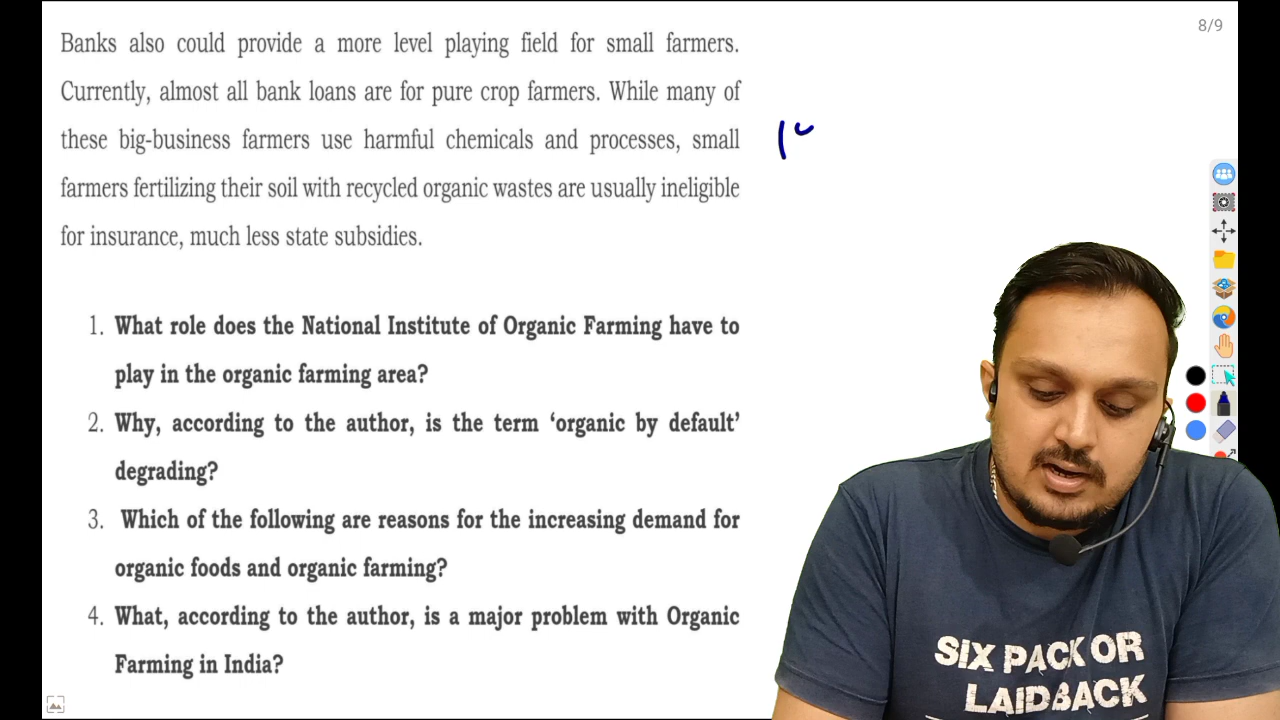 8/9
Banks also could provide a more level playing field for small farmers.
Currently, almost all bank loans are for pure crop farmers. While many of
these big-business farmers use harmful chemicals and processes, small
farmers fertilizing their soil with recycled organic wastes are usually ineligible
for insurance, much less state subsidies.
1. What role does the National Institute of Organic Farming have to
play in the organic farming area?
2. Why, according to the author, is the term ‘organic by default’
degrading?
3. Which of the following are reasons for the increasing demand for
organic foods and organic farming?
4. What, according to the author, is a major problem with Organic
Farming in India?
SIX PACK OR
LAID BACK